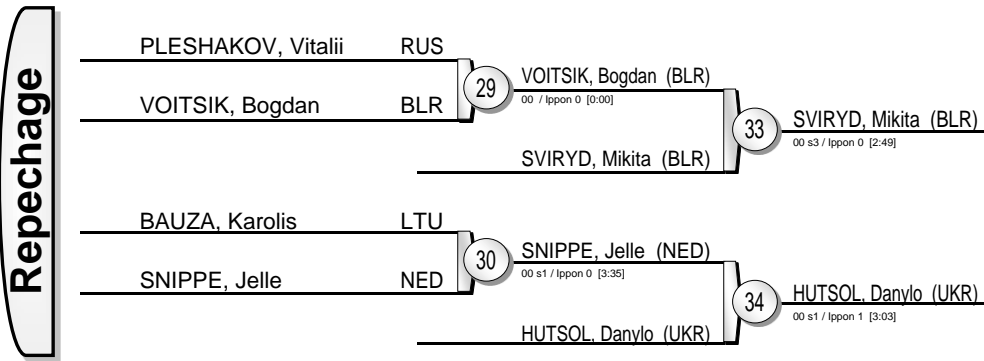 Repechage
PLESHAKOV, Vitalii RUS
VOITSIK, Bogdan BLR
29
VOITSIK, Bogdan (BLR)
00 / Ippon 0 [0:00]
SVIRYD, Mikita (BLR)
33
SVIRYD, Mikita (BLR)
00 s3 / Ippon 0 [2:49]
BAUZA, Karolis LTU
SNIPPE, Jelle NED
30
SNIPPE, Jelle (NED)
00 s1 / Ippon 0 [3:35]
HUTSOL, Danylo (UKR)
34
HUTSOL, Danylo (UKR)
00 s1 / Ippon 1 [3:03]